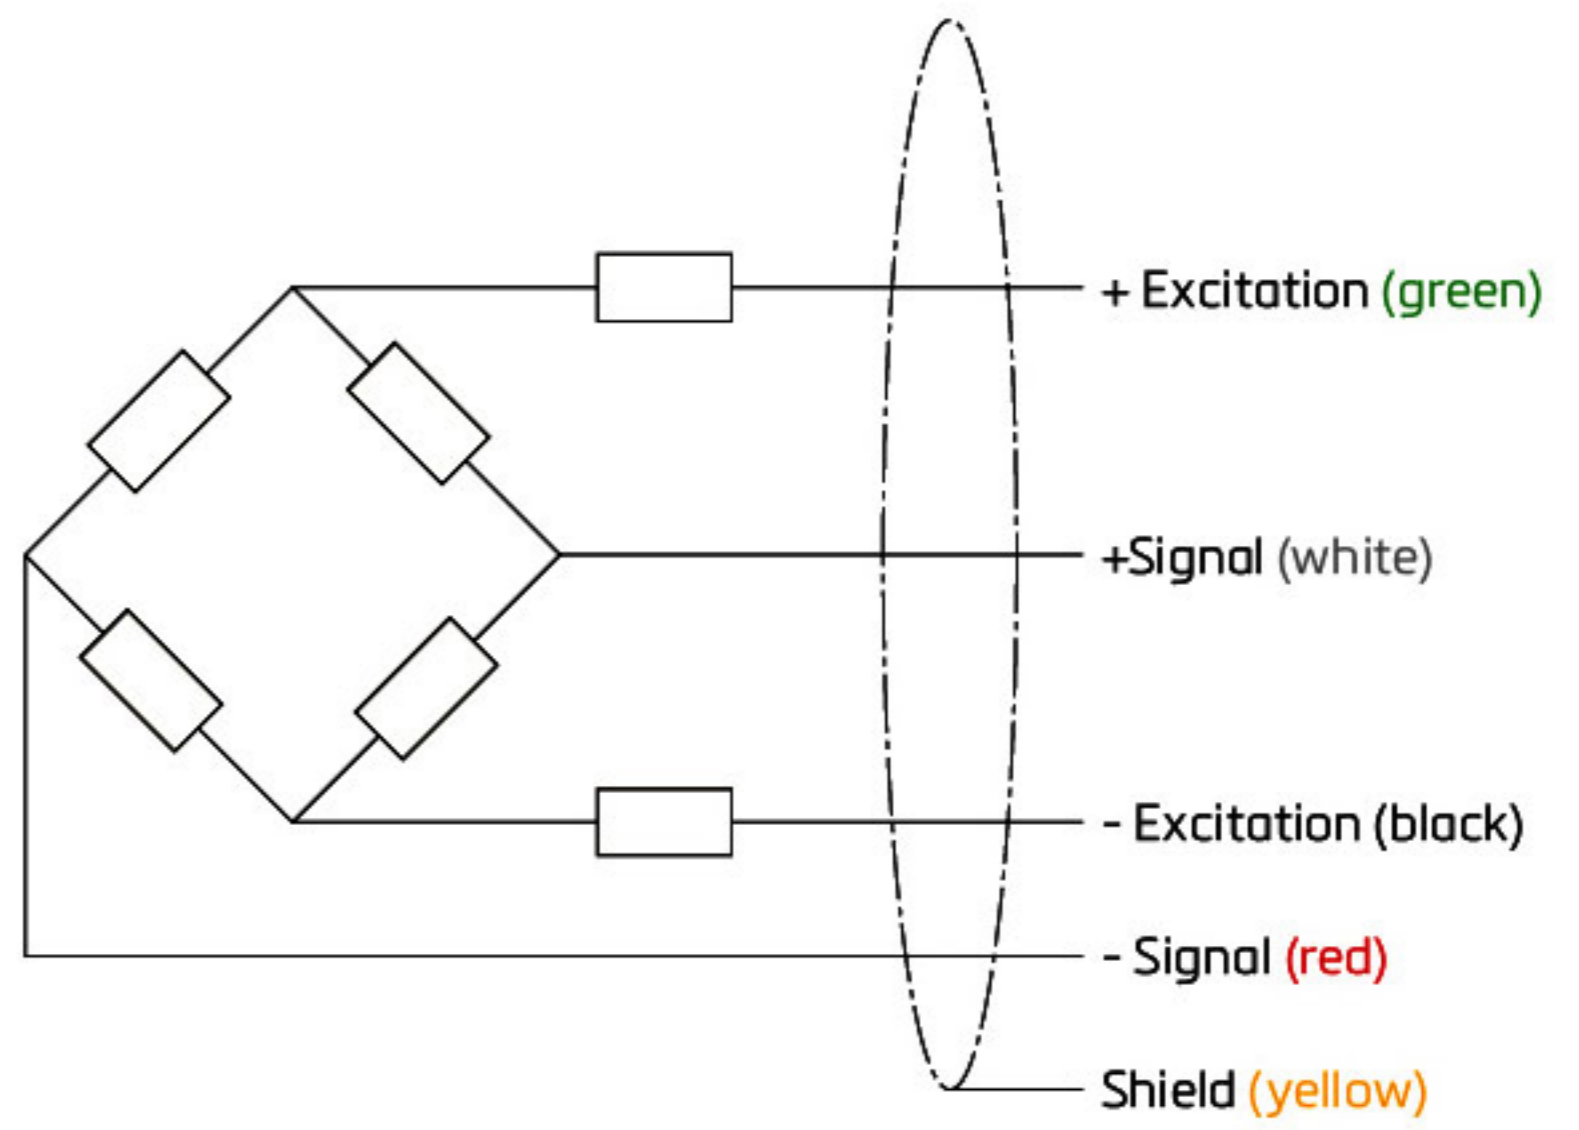 + Excitation (green)
+Signal (white)
- Excitation (black)
- Signal (red)
Shield (yellow)